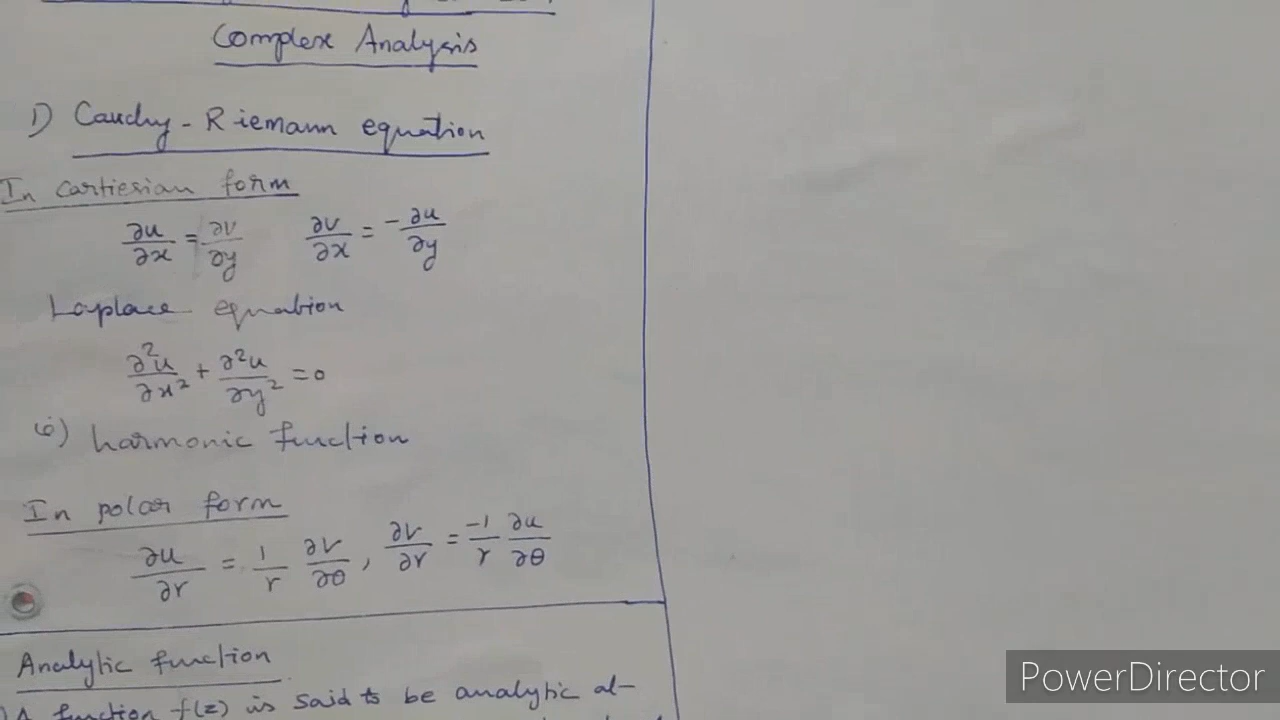 Complex Analysis
1) Cauchy - Riemann equation
In cartiesian form
∂u/∂x = ∂v/∂y ∂v/∂x = -∂u/∂y
Laplace equation
∂²u/∂x² + ∂²u/∂y² = 0
harmonic function
In polar form
∂u/∂r = 1/r ∂v/∂θ , ∂v/∂r = -1/r ∂u/∂θ
Analytic function
A function f(z) is said to be analytic at
PowerDirector